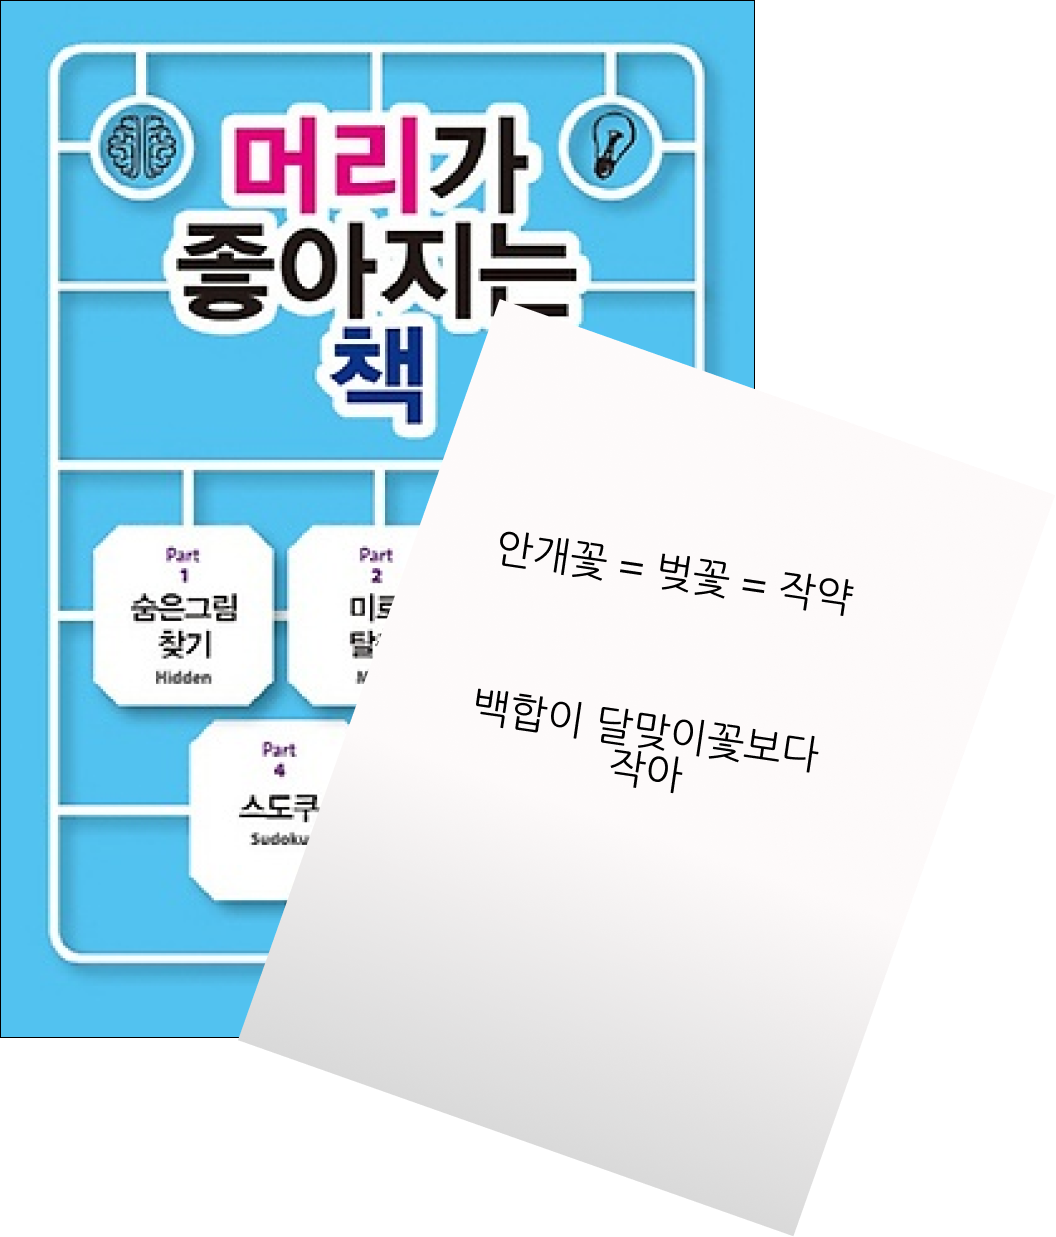 머리가
좋아지는
책
Part
1
숨은그림
찾기
Hidden
Part
2
미로
Part
4
스도쿠
Sudoku
안개꽃 = 벚꽃 = 작약
백합이 달맞이꽃보다
작아